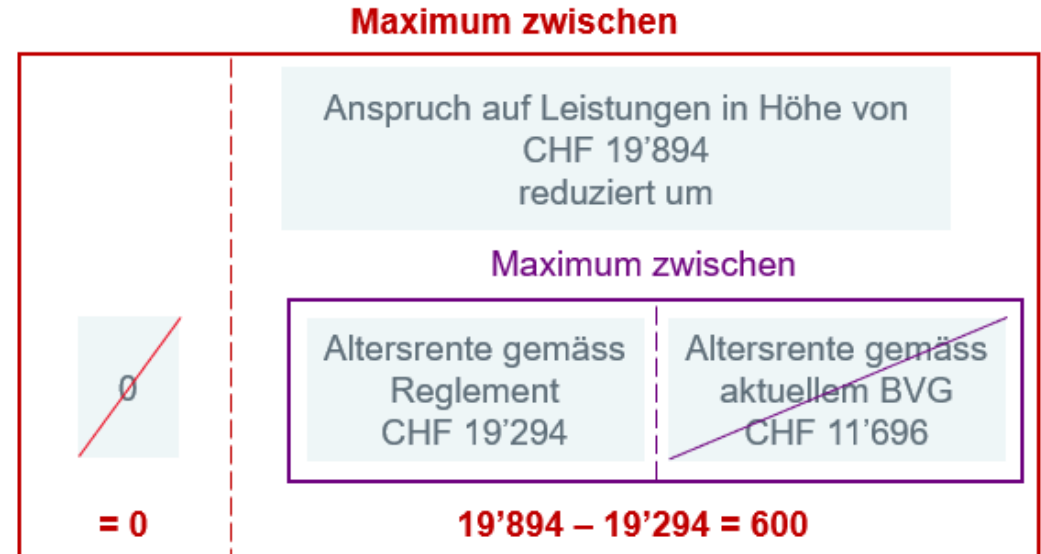 Maximum zwischen
Anspruch auf Leistungen in Höhe von
CHF 19’894
reduziert um
Maximum zwischen
0
Altersrente gemäss
Reglement
CHF 19’294
Altersrente gemäss
aktuellem BVG
CHF 11’696
= 0
19’894 – 19’294 = 600